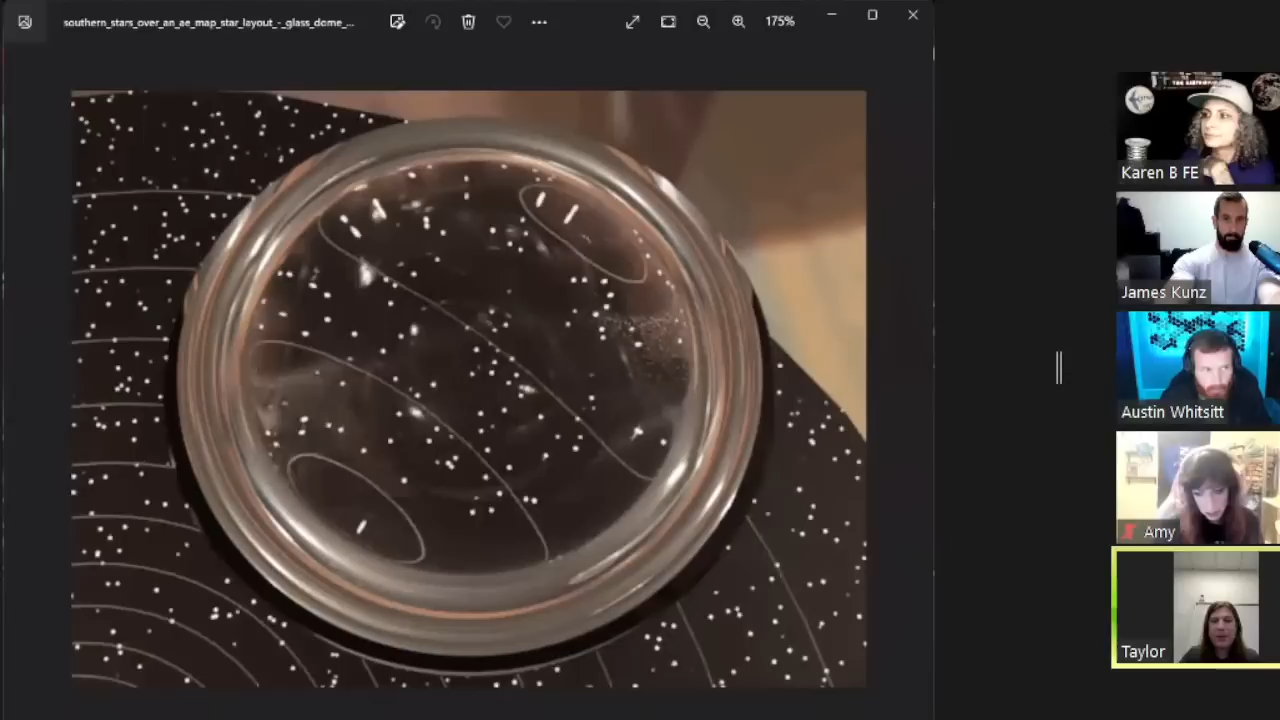 southern_stars_over_an_ae_map_star_layout_-_glass_dome_...
175%
Karen B FE
James Kunz
Austin Whitsitt
Amy
Taylor